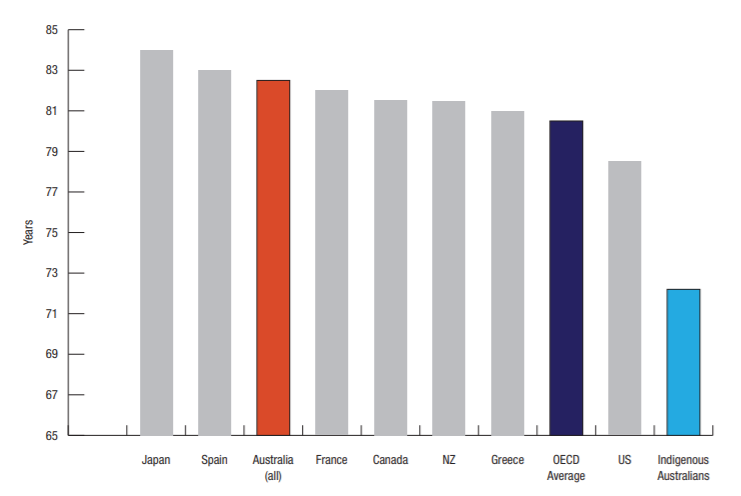 85
83
81
79
77
75
73
71
69
67
65
Years
Japan
Spain
Australia
(all)
France
Canada
NZ
Greece
OECD
Average
US
Indigenous
Australians